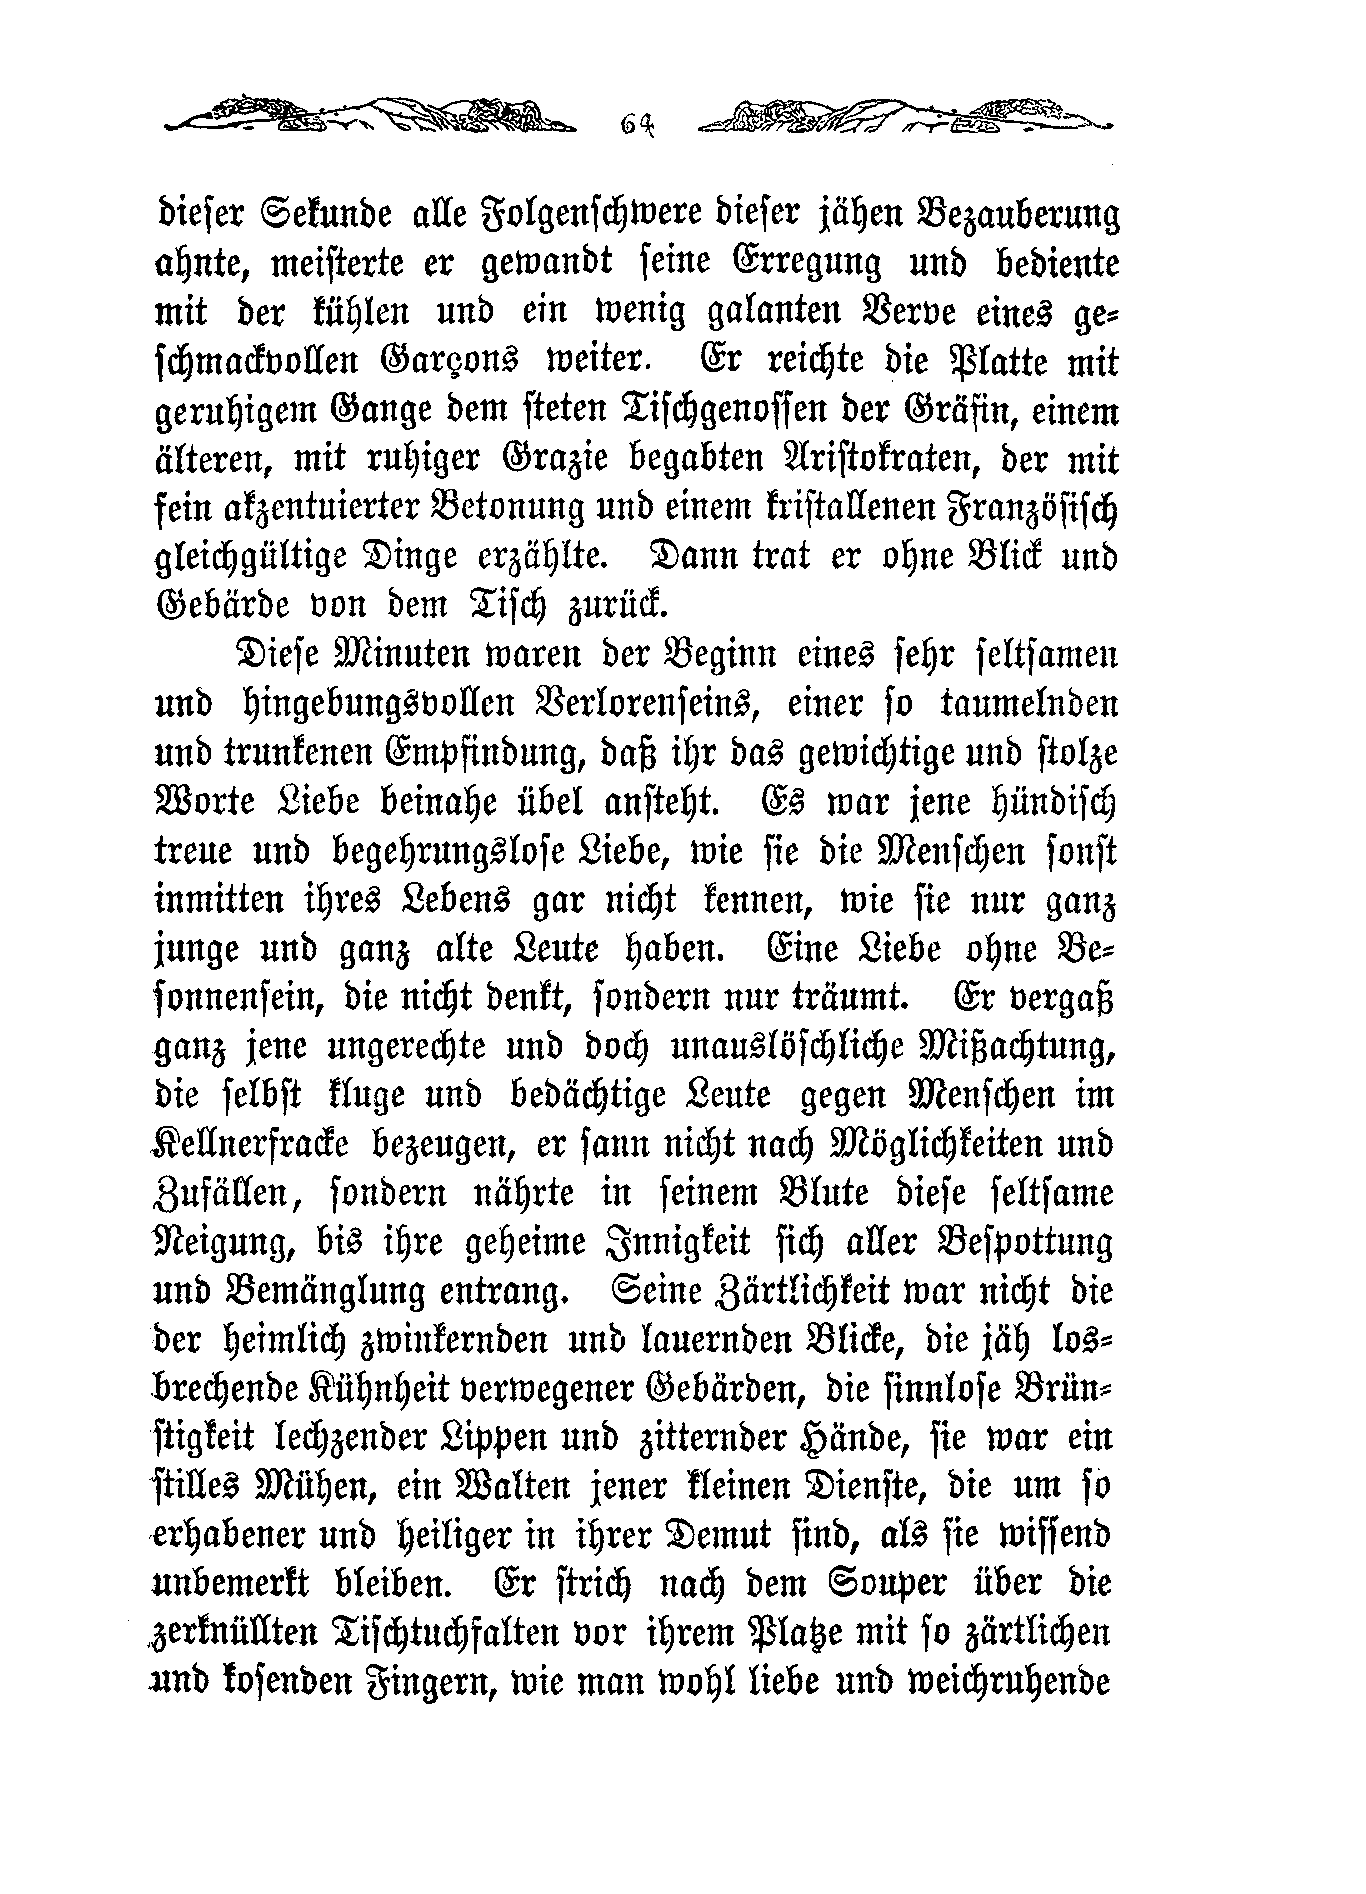 64
dieser Sekunde alle Folgenschwere dieser jähen Bezauberung
ahnte, meisterte er gewandt seine Erregung und bediente
mit der kühlen und ein wenig galanten Verve eines ge-
schmackvollen Garçons weiter. Er reichte die Platte mit
geruhigem Gange dem steten Tischgenossen der Gräfin, einem
älteren, mit ruhiger Grazie begabten Aristokraten, der mit
fein akzentuierter Betonung und einem kristallenen Französisch
gleichgültige Dinge erzählte. Dann trat er ohne Blick und
Gebärde von dem Tisch zurück.
Diese Minuten waren der Beginn eines sehr seltsamen
und hingebungsvollen Verlorenseins, einer so taumelnden
und trunkenen Empfindung, daß ihr das gewichtige und stolze
Worte Liebe beinahe übel ansteht. Es war jene hündisch
treue und begehrungslose Liebe, wie sie die Menschen sonst
inmitten ihres Lebens gar nicht kennen, wie sie nur ganz
junge und ganz alte Leute haben. Eine Liebe ohne Be-
sonnensein, die nicht denkt, sondern nur träumt. Er vergaß
ganz jene ungerechte und doch unauslöschliche Mißachtung,
die selbst kluge und bedächtige Leute gegen Menschen im
Kellnerfracke bezeugen, er sann nicht nach Möglichkeiten und
Zufällen, sondern nährte in seinem Blute diese seltsame
Neigung, bis ihre geheime Innigkeit sich aller Bespottung
und Bemänglung entrang. Seine Zärtlichkeit war nicht die
der heimlich zwinkernden und lauernden Blicke, die jäh los-
brechende Kühnheit verwegener Gebärden, die sinnlose Brün-
stigkeit lechzender Lippen und zitternder Hände, sie war ein
stilles Mühen, ein Walten jener kleinen Dienste, die um so
erhabener und heiliger in ihrer Demut sind, als sie wissend
unbemerkt bleiben. Er strich nach dem Souper über die
zerknüllten Tischtuchfalten vor ihrem Platze mit so zärtlichen
und kosenden Fingern, wie man wohl liebe und weichruhende